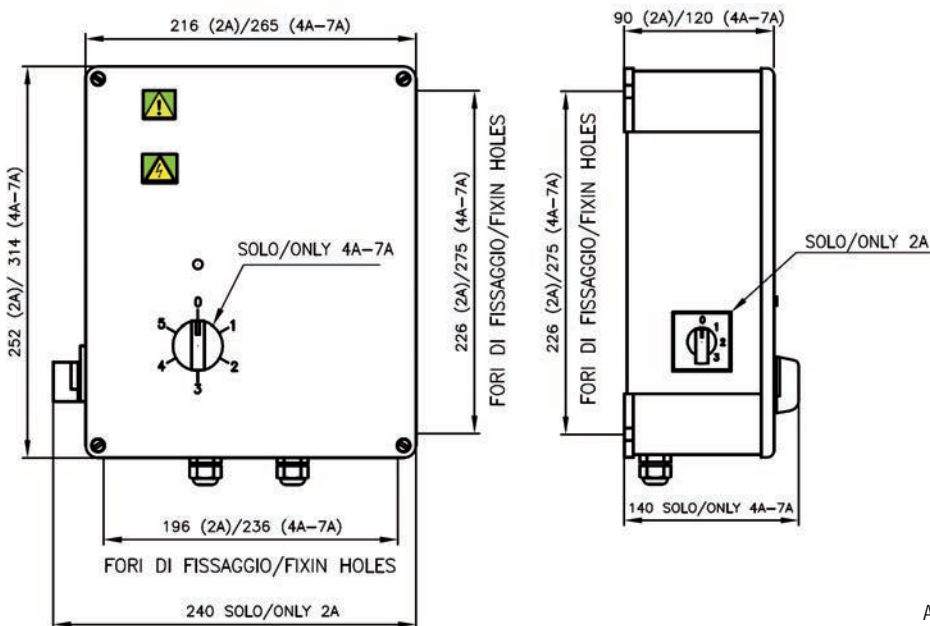 216 (2A)/265 (4A-7A)
90 (2A)/120 (4A-7A)
252 (2A)/ 314 (4A-7A)
SOLO/ONLY 4A-7A
0
1
2
3
4
5
226 (2A)/275 (4A-7A)
FORI DI FISSAGGIO/FIXIN HOLES
226 (2A)/275 (4A-7A)
FORI DI FISSAGGIO/FIXIN HOLES
SOLO/ONLY 2A
0
1
2
3
196 (2A)/236 (4A-7A)
FORI DI FISSAGGIO/FIXIN HOLES
240 SOLO/ONLY 2A
140 SOLO/ONLY 4A-7A
A